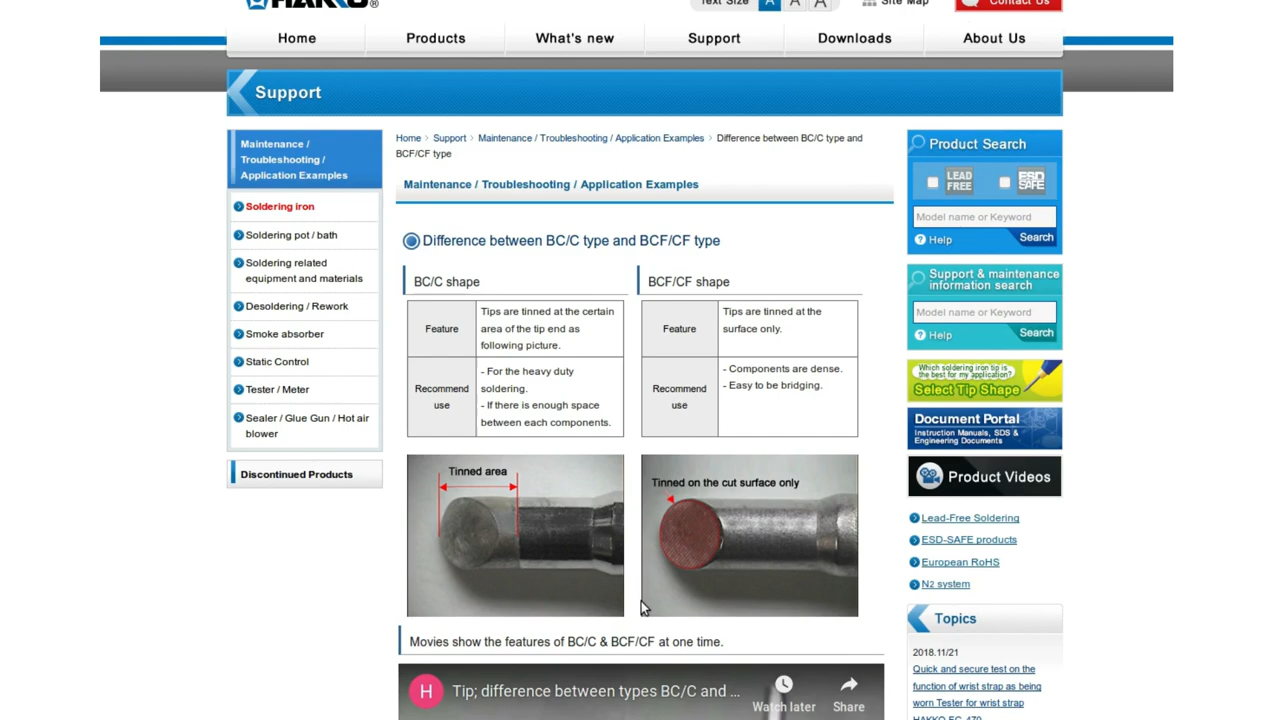 HAKKO®
Text Size A A A
Site Map
Contact Us
Home
Products
What's new
Support
Downloads
About Us
Support
Maintenance /
Troubleshooting /
Application Examples
Soldering iron
Soldering pot / bath
Soldering related
equipment and materials
Desoldering / Rework
Smoke absorber
Static Control
Tester / Meter
Sealer / Glue Gun / Hot air
blower
Discontinued Products
Home > Support > Maintenance / Troubleshooting / Application Examples > Difference between BC/C type and
BCF/CF type
Maintenance / Troubleshooting / Application Examples
Difference between BC/C type and BCF/CF type
BC/C shape
Feature
Tips are tinned at the certain
area of the tip end as
following picture.
Recommend
use
- For the heavy duty
soldering.
- If there is enough space
between each components.
BCF/CF shape
Feature
Tips are tinned at the
surface only.
Recommend
use
- Components are dense.
- Easy to be bridging.
Tinned area
Tinned on the cut surface only
Movies show the features of BC/C & BCF/CF at one time.
H
Tip; difference between types BC/C and ...
Watch later
Share
Product Search
LEAD
FREE
ESD
SAFE
Model name or Keyword
? Help
Search
Support & maintenance
information search
Model name or Keyword
? Help
Search
Which soldering iron tip is
the best for my application?
Select Tip Shape
Document Portal
Instruction Manuals, SDS &
Engineering Documents
Product Videos
Lead-Free Soldering
ESD-SAFE products
European RoHS
N2 system
Topics
2018.11/21
Quick and secure test on the
function of wrist strap as being
worn Tester for wrist strap
HAKKO FG-470